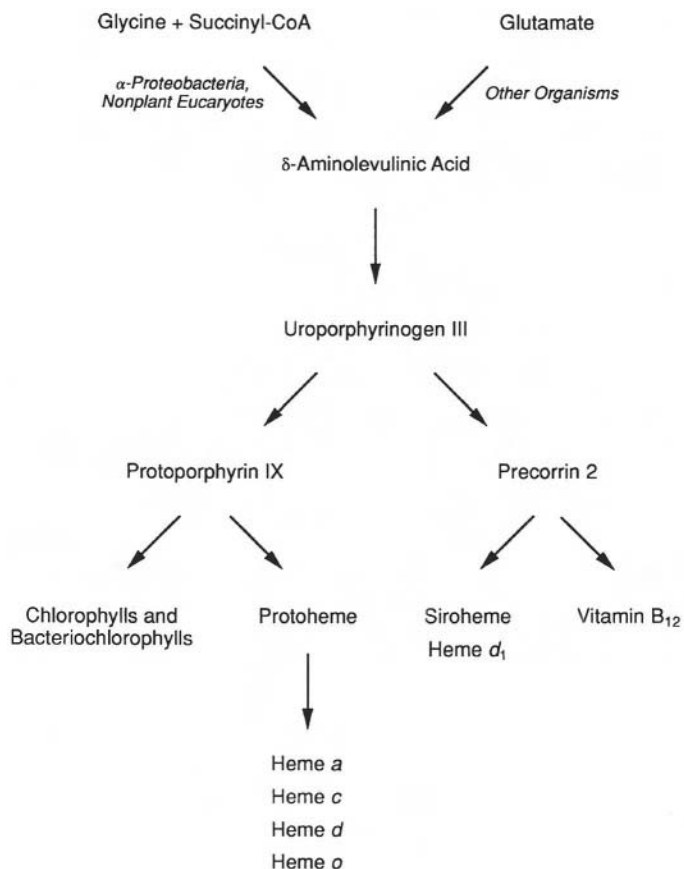 Glycine + Succinyl-CoA
Glutamate
α-Proteobacteria,
Nonplant Eucaryotes
Other Organisms
δ-Aminolevulinic Acid
Uroporphyrinogen III
Protoporphyrin IX
Precorrin 2
Chlorophylls and
Bacteriochlorophylls
Protoheme
Siroheme
Heme d₁
Vitamin B₁₂
Heme a
Heme c
Heme d
Heme o